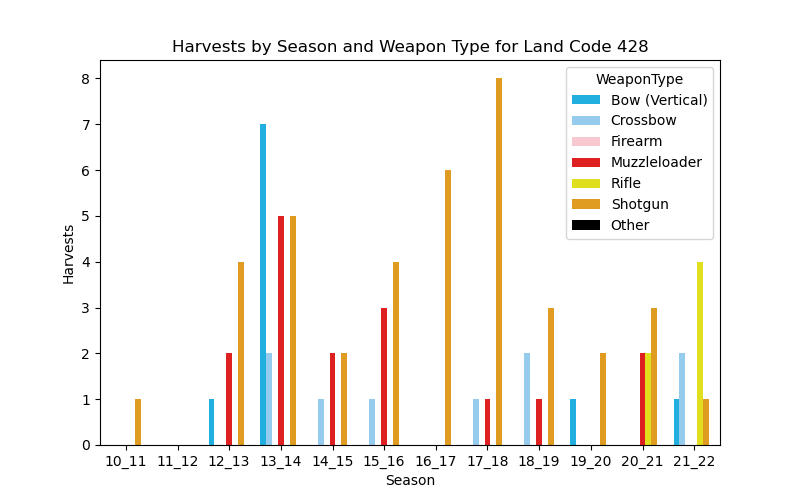 Harvests by Season and Weapon Type for Land Code 428
8
7
6
5
4
3
2
1
0
Harvests
WeaponType
Bow (Vertical)
Crossbow
Firearm
Muzzleloader
Rifle
Shotgun
Other
10_11 11_12 12_13 13_14 14_15 15_16 16_17 17_18 18_19 19_20 20_21 21_22
Season